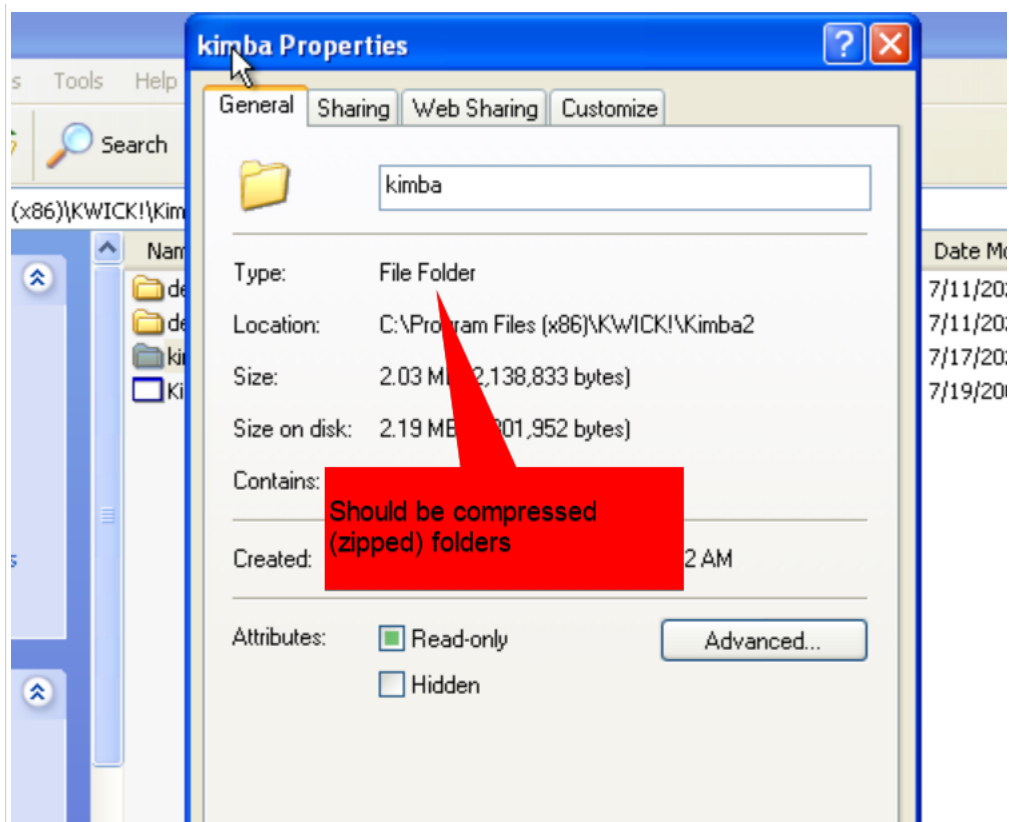 kimba Properties
Tools Help
General Sharing Web Sharing Customize
Search
kimba
(x86)\KWICK!\Kim
Date
Type: File Folder
7/11/20
Location: C:\Program Files (x86)\KWICK!\Kimba2
7/11/20
7/17/20
Size: 2.03 2,138,833 bytes)
7/19/20
Size on disk: 2.19 MB 801,952 bytes)
Contains:
Should be compressed
(zipped) folders
Created: 2 AM
Attributes: Read-only Advanced...
Hidden